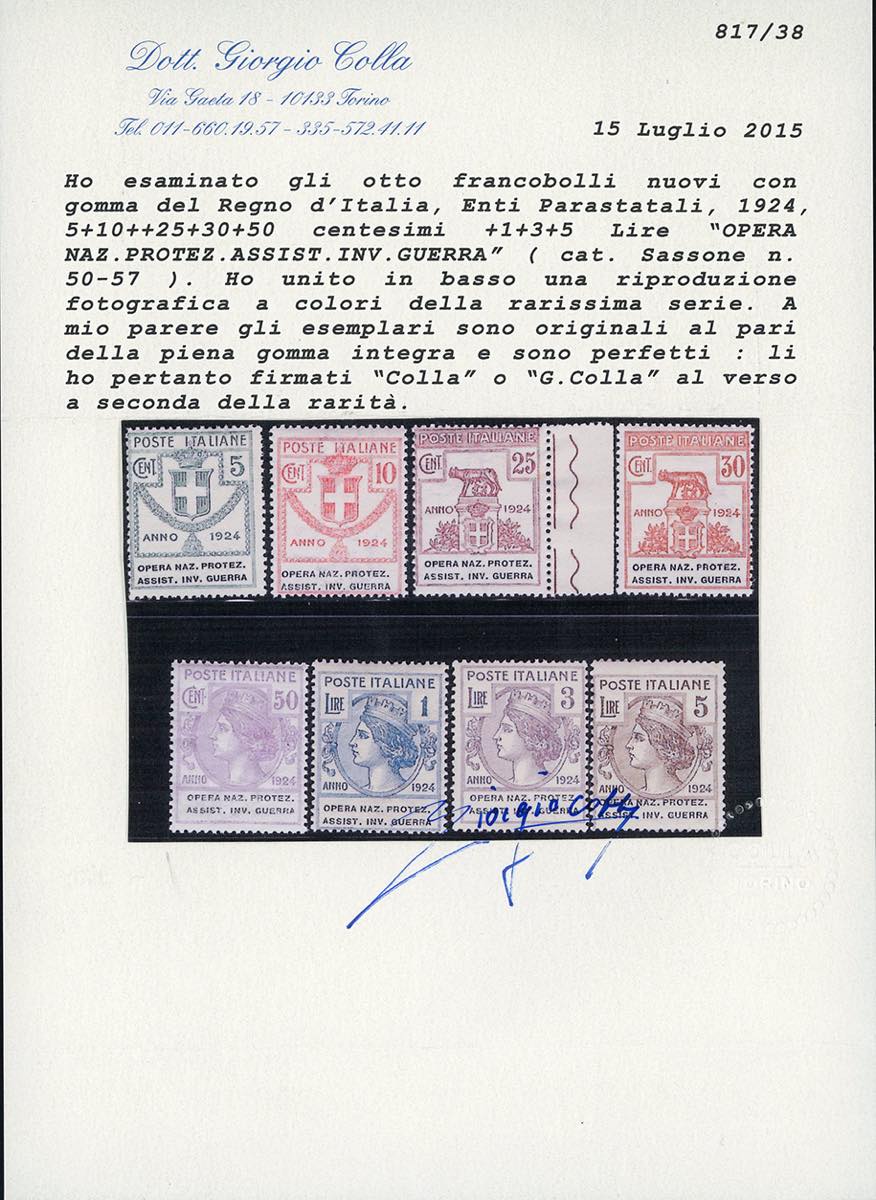 817/38
Dott. Giorgio Colla
Via Gaeta 18 - 10133 Torino
Tel. 011-660.19.57 - 335-572.41.11
15 Luglio 2015
Ho esaminato gli otto francobolli nuovi con
gomma del Regno d'Italia, Enti Parastatali, 1924,
5+10++25+30+50 centesimi +1+3+5 Lire "OPERA
NAZ.PROTEZ.ASSIST.INV.GUERRA" ( cat. Sassone n.
50-57 ). Ho unito in basso una riproduzione
fotografica a colori della rarissima serie. A
mio parere gli esemplari sono originali al pari
della piena gomma integra e sono perfetti : li
ho pertanto firmati "Colla" o "G.Colla" al verso
a seconda della rarità.
POSTE ITALIANE
CENT 5
ANNO 1924
OPERA NAZ. PROTEZ.
ASSIST. INV. GUERRA
POSTE ITALIANE
CENT 10
ANNO 1924
OPERA NAZ. PROTEZ.
ASSIST. INV. GUERRA
POSTE ITALIANE
CENT. 25
ANNO 1924
OPERA NAZ. PROTEZ.
ASSIST. INV. GUERRA
POSTE ITALIANE
CENT. 30
ANNO 1924
OPERA NAZ. PROTEZ.
ASSIST. INV. GUERRA
POSTE ITALIANE
CENT 50
ANNO 1924
OPERA NAZ. PROTEZ.
ASSIST. INV. GUERRA
POSTE ITALIANE
LIRE 1
ANNO 1924
OPERA NAZ. PROTEZ.
ASSIST. INV. GUERRA
POSTE ITALIANE
LIRE 3
ANNO 1924
OPERA NAZ. PROTEZ.
ASSIST. INV. GUERRA
POSTE ITALIANE
LIRE 5
ANNO 1924
OPERA NAZ. PROTEZ.
ASSIST. INV. GUERRA
Giorgio Colla